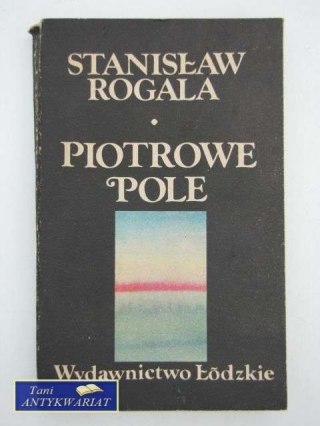 STANISŁAW
ROGALA
•
PIOTROWE
POLE
Wydawnictwo Łódzkie
Tani
ANTYKWARIAT